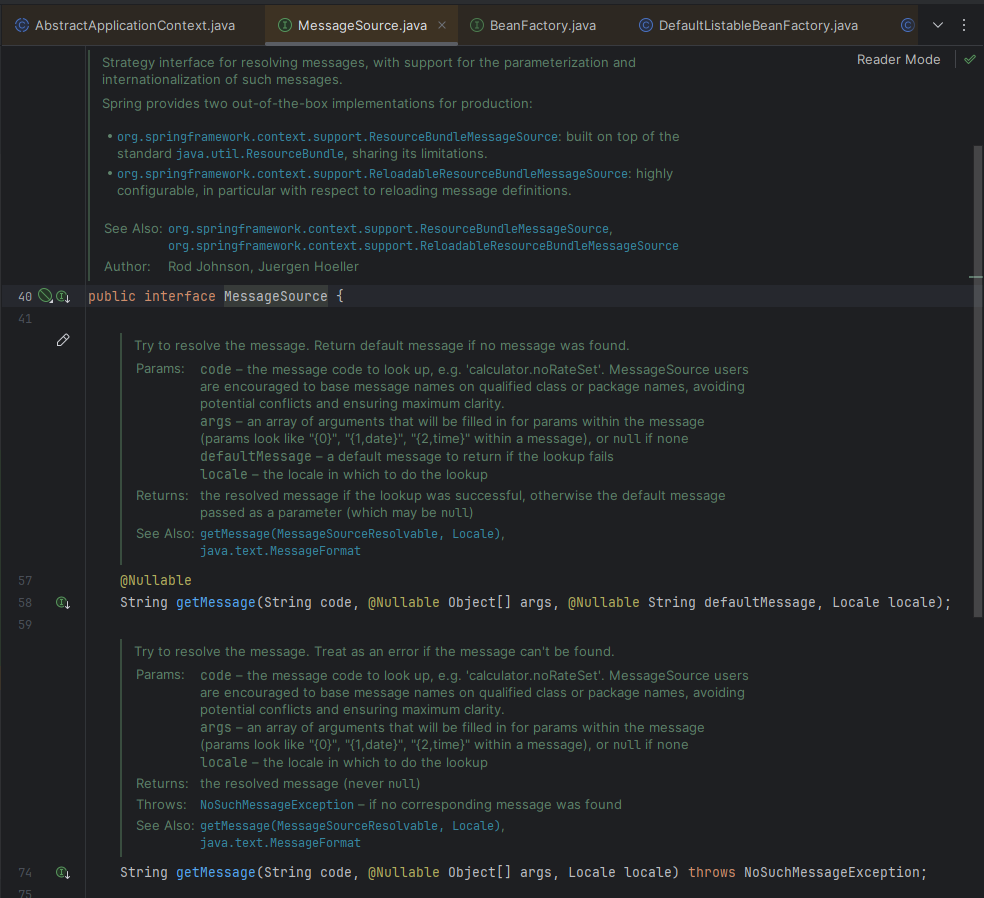 AbstractApplicationContext.java MessageSource.java BeanFactory.java DefaultListableBeanFactory.java
Reader Mode
Strategy interface for resolving messages, with support for the parameterization and
internationalization of such messages.
Spring provides two out-of-the-box implementations for production:
• org.springframework.context.support.ResourceBundleMessageSource: built on top of the
standard java.util.ResourceBundle, sharing its limitations.
• org.springframework.context.support.ReloadableResourceBundleMessageSource: highly
configurable, in particular with respect to reloading message definitions.
See Also: org.springframework.context.support.ResourceBundleMessageSource,
org.springframework.context.support.ReloadableResourceBundleMessageSource
Author: Rod Johnson, Juergen Hoeller
40 public interface MessageSource {
41
Try to resolve the message. Return default message if no message was found.
Params: code – the message code to look up, e.g. 'calculator.noRateSet'. MessageSource users
are encouraged to base message names on qualified class or package names, avoiding
potential conflicts and ensuring maximum clarity.
args – an array of arguments that will be filled in for params within the message
(params look like "{0}", "{1,date}", "{2,time}" within a message), or null if none
defaultMessage – a default message to return if the lookup fails
locale – the locale in which to do the lookup
Returns: the resolved message if the lookup was successful, otherwise the default message
passed as a parameter (which may be null)
See Also: getMessage(MessageSourceResolvable, Locale),
java.text.MessageFormat
57 @Nullable
58 String getMessage(String code, @Nullable Object[] args, @Nullable String defaultMessage, Locale locale);
59
Try to resolve the message. Treat as an error if the message can't be found.
Params: code – the message code to look up, e.g. 'calculator.noRateSet'. MessageSource users
are encouraged to base message names on qualified class or package names, avoiding
potential conflicts and ensuring maximum clarity.
args – an array of arguments that will be filled in for params within the message
(params look like "{0}", "{1,date}", "{2,time}" within a message), or null if none
locale – the locale in which to do the lookup
Returns: the resolved message (never null)
Throws: NoSuchMessageException – if no corresponding message was found
See Also: getMessage(MessageSourceResolvable, Locale),
java.text.MessageFormat
74 String getMessage(String code, @Nullable Object[] args, Locale locale) throws NoSuchMessageException;
75